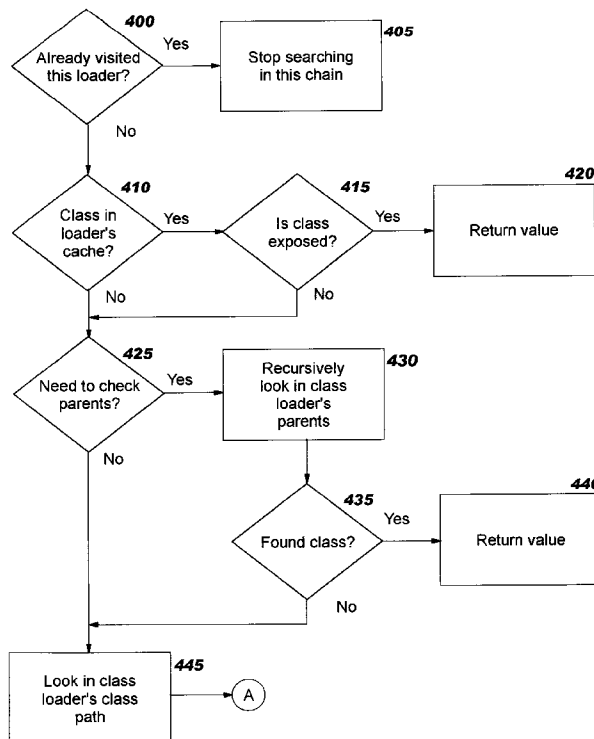 400
Already visited
this loader?
Yes
405
Stop searching
in this chain
No
410
Class in
loader's
cache?
Yes
415
Is class
exposed?
Yes
420
Return value
No
No
425
Need to check
parents?
Yes
430
Recursively
look in class
loader's
parents
No
435
Found class?
Yes
440
Return value
No
445
Look in class
loader's class
path
A